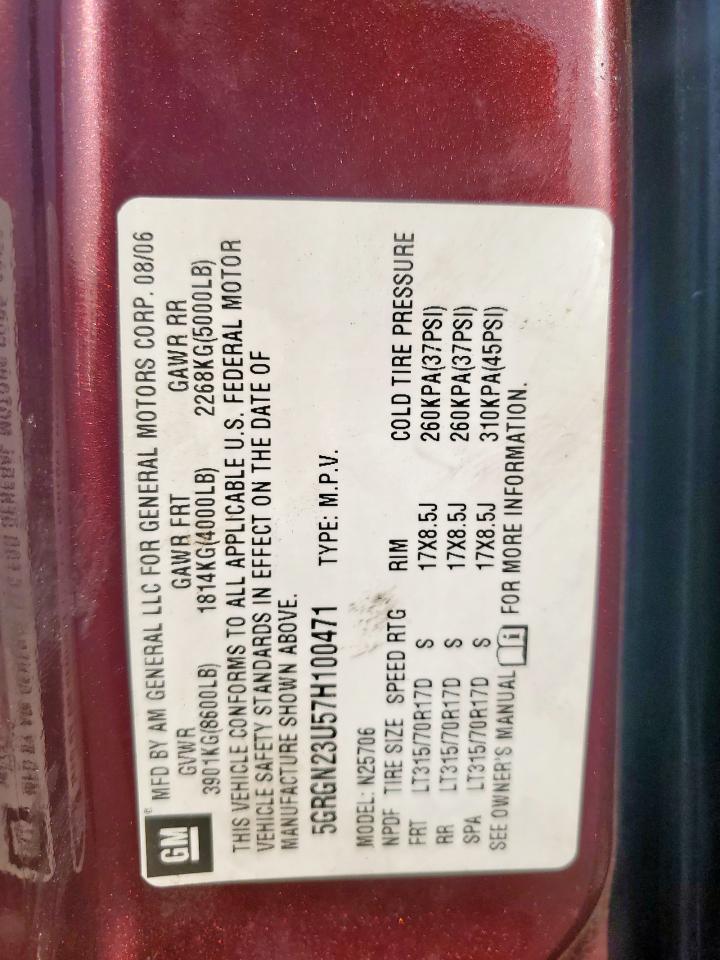 GM
MFD BY AM GENERAL LLC FOR GENERAL MOTORS CORP. 08/06
GVWR GAWR FRT GAWR RR
3901KG(8600LB) 1814KG(4000LB) 2268KG(5000LB)
THIS VEHICLE CONFORMS TO ALL APPLICABLE U.S. FEDERAL MOTOR
VEHICLE SAFETY STANDARDS IN EFFECT ON THE DATE OF
MANUFACTURE SHOWN ABOVE.
5GRGN23U57H100471 TYPE: M.P.V.
MODEL: N25706
NPDF TIRE SIZE SPEED RTG RIM COLD TIRE PRESSURE
FRT LT315/70R17D S 17X8.5J 260KPA(37PSI)
RR LT315/70R17D S 17X8.5J 260KPA(37PSI)
SPA LT315/70R17D S 17X8.5J 310KPA(45PSI)
SEE OWNER'S MANUAL i FOR MORE INFORMATION.